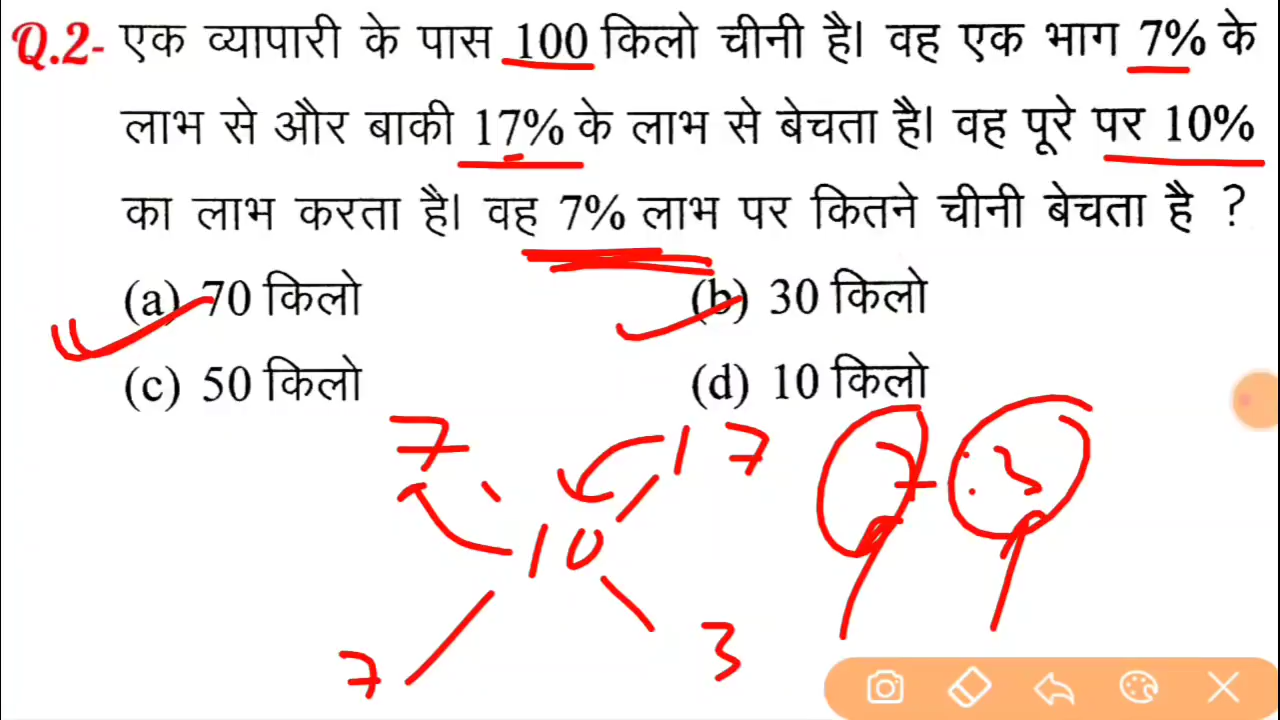 Q.2- एक व्यापारी के पास 100 किलो चीनी है। वह एक भाग 7% के
लाभ से और बाकी 17% के लाभ से बेचता है। वह पूरे पर 10%
का लाभ करता है। वह 7% लाभ पर कितने चीनी बेचता है ?
(a) 70 किलो (b) 30 किलो
(c) 50 किलो (d) 10 किलो
7 17 7 : 3
10
7 3